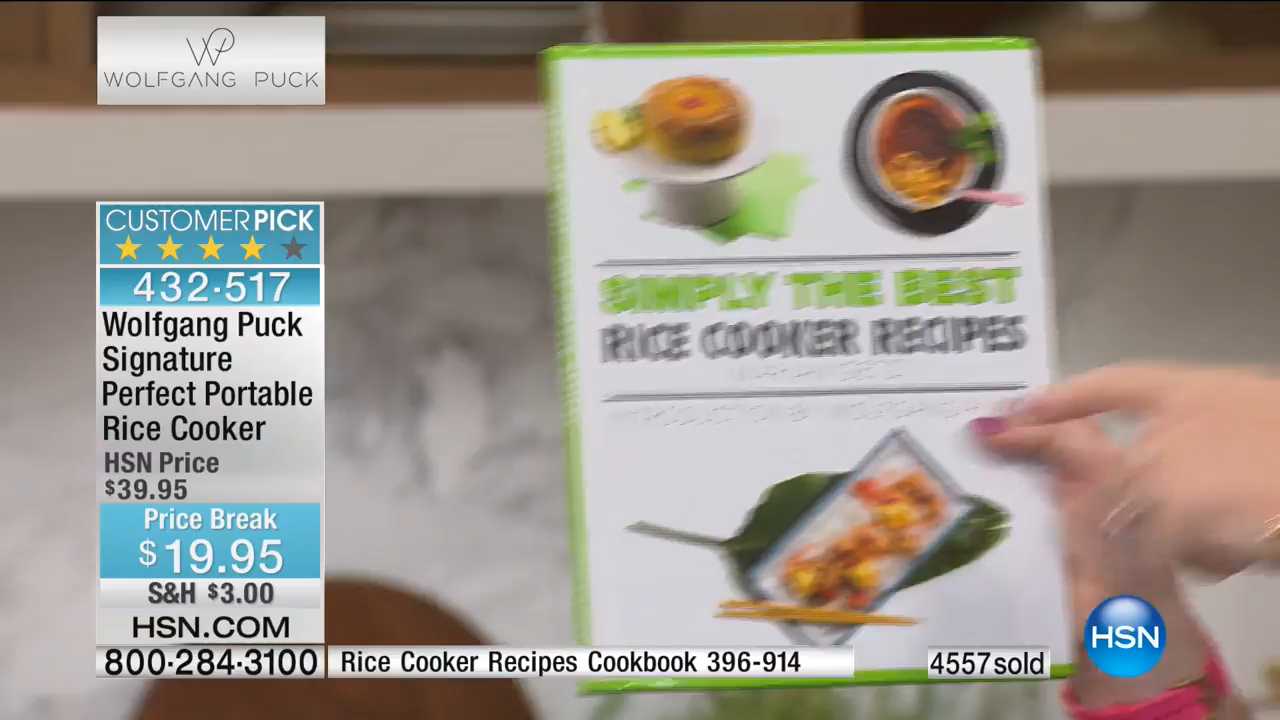 WP
WOLFGANG PUCK
CUSTOMER PICK
432·517
Wolfgang Puck
Signature
Perfect Portable
Rice Cooker
HSN Price
$39.95
Price Break
$19.95
S&H $3.00
HSN.COM
800·284·3100
SIMPLY THE BEST
RICE COOKER RECIPES
Rice Cooker Recipes Cookbook 396-914
4557sold
HSN